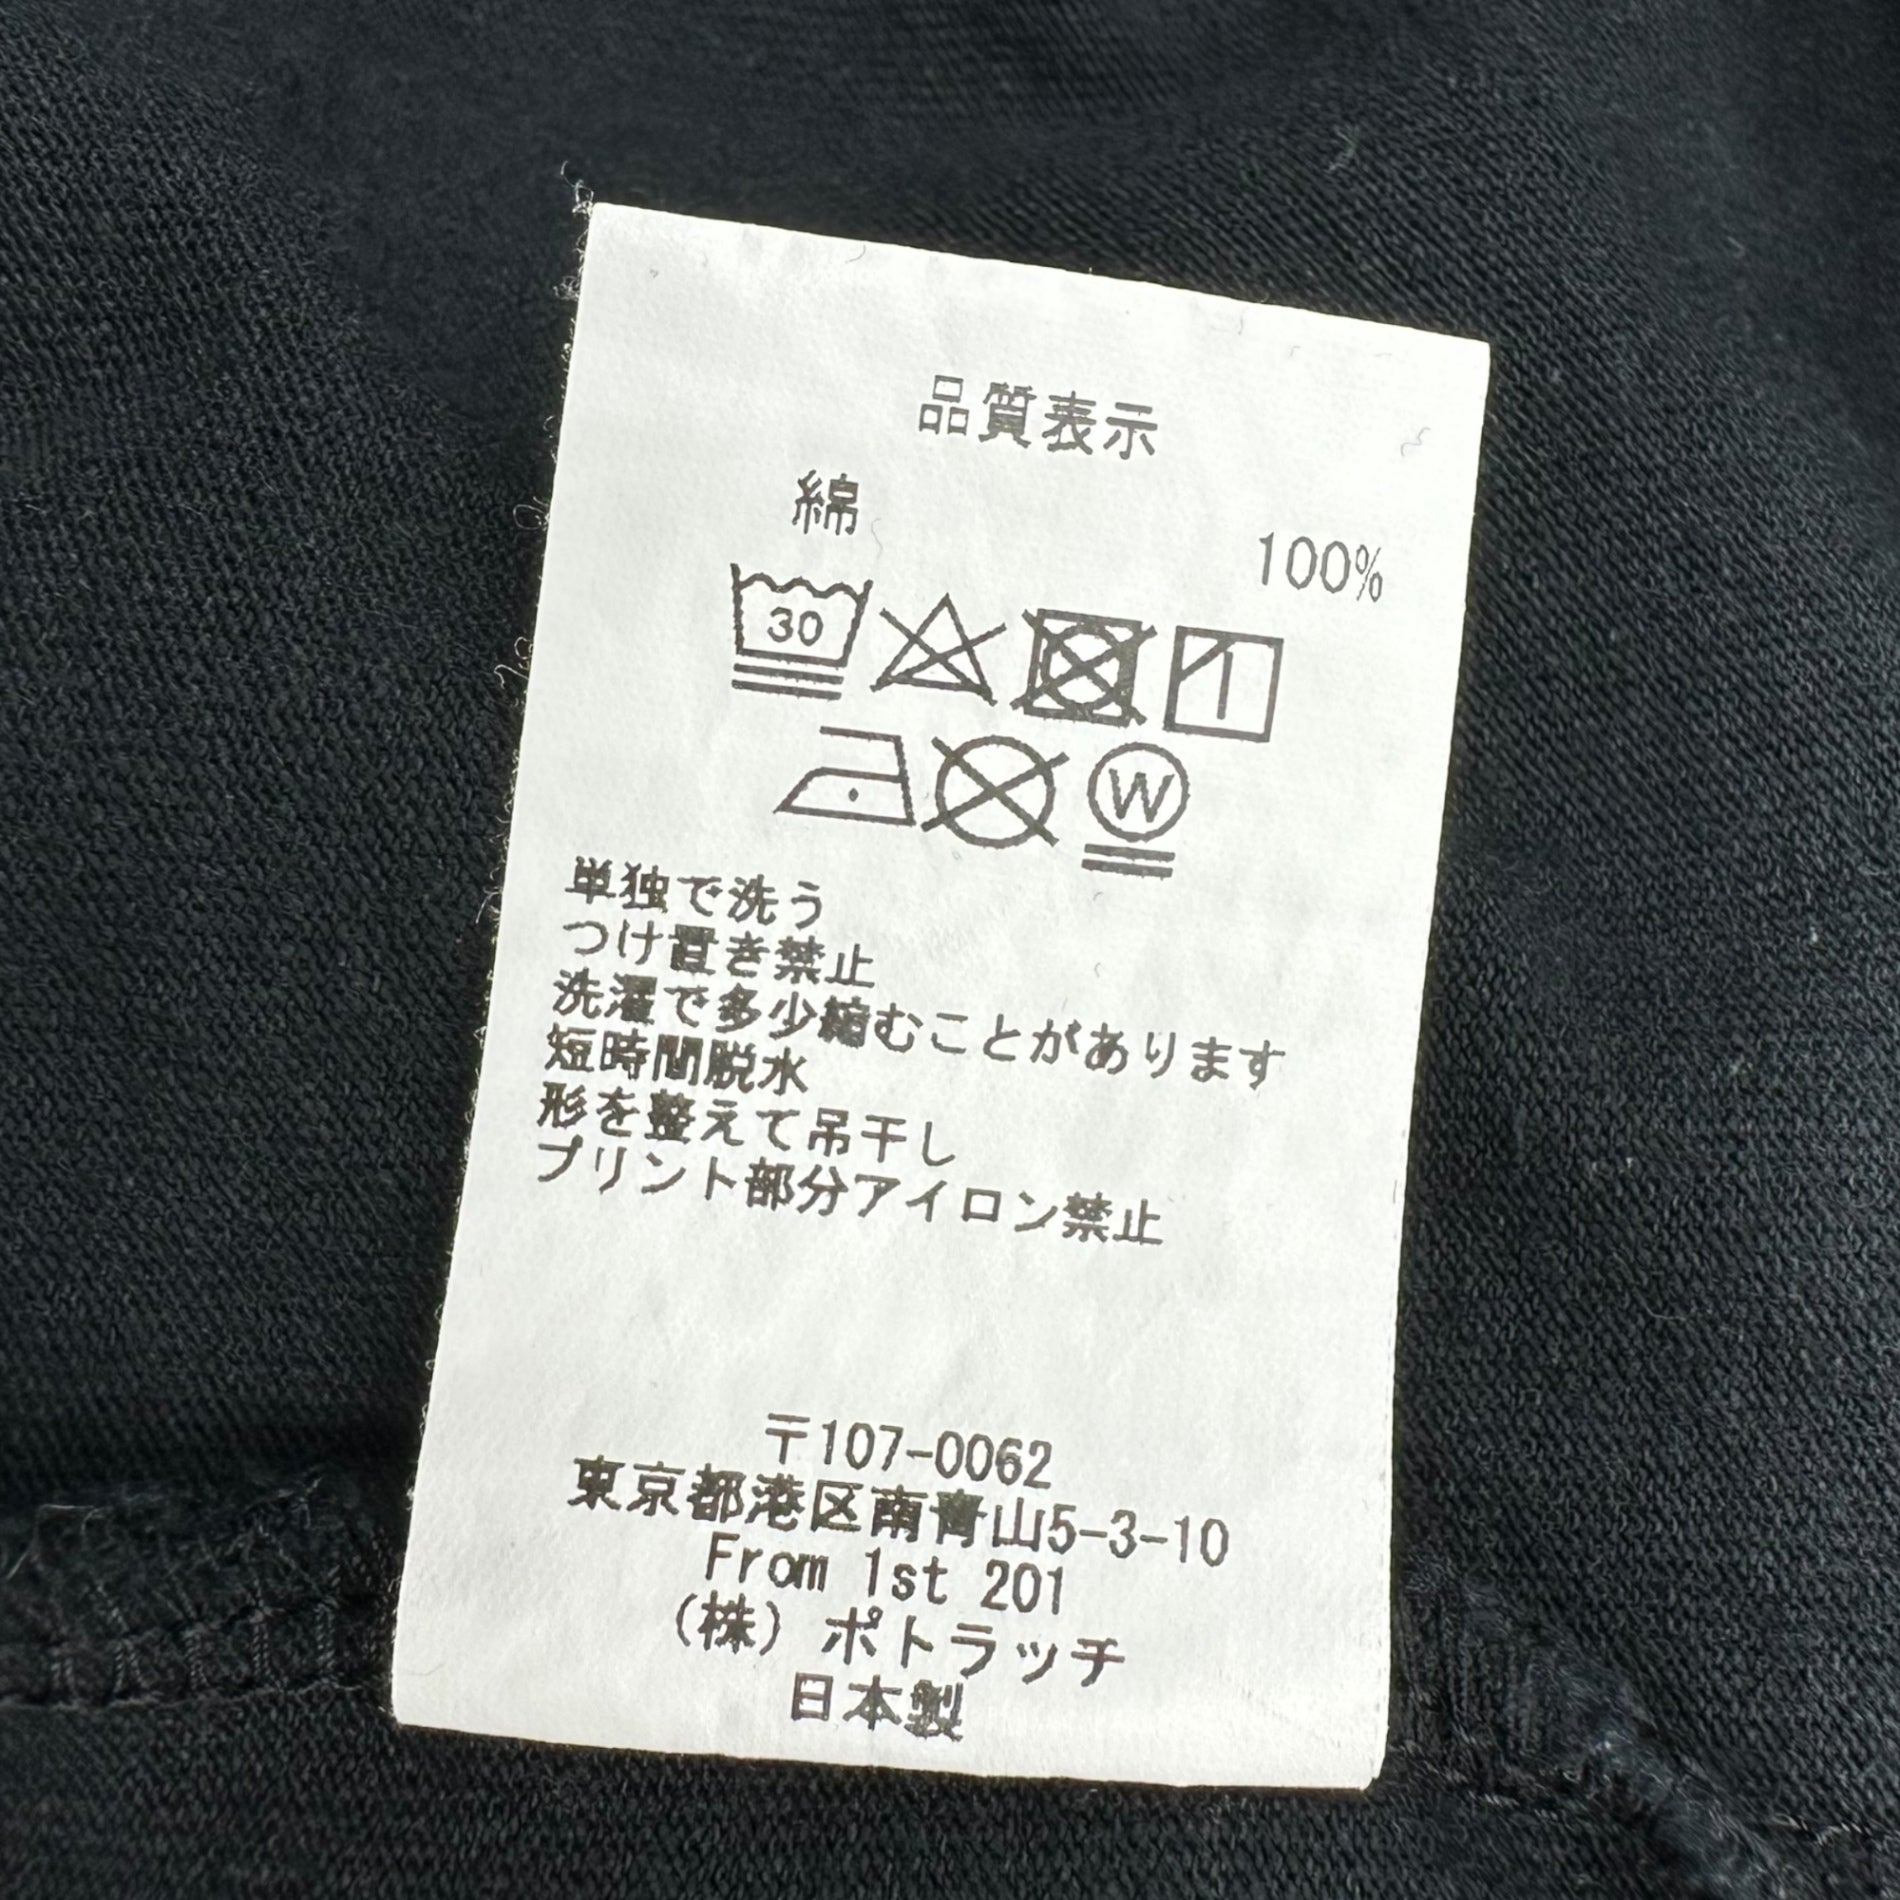 品質表示
綿 100%
30
W
単独で洗う
つけ置き禁止
洗濯で多少縮むことがあります
短時間脱水
形を整えて吊干し
プリント部分アイロン禁止
〒107-0062
東京都港区南青山5-3-10
From 1st 201
(株) ポトラッチ
日本製